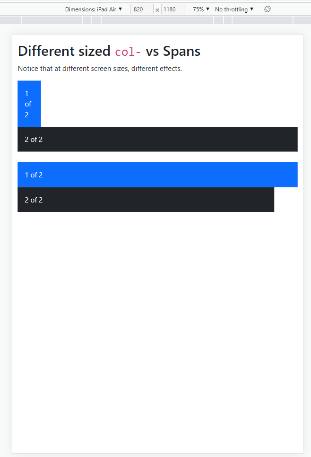 Dimensions: iPad Air ▼ 820 x 1180 75% ▼ No throttling ▼
Different sized col- vs Spans
Notice that at different screen sizes, different effects.
1
of
2
2 of 2
1 of 2
2 of 2